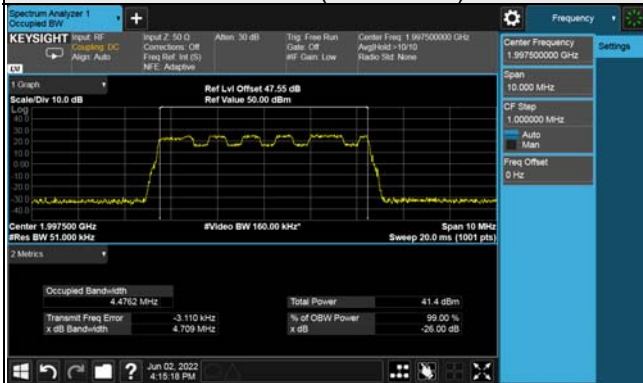 Spectrum Analyzer 1
Occupied BW
Frequency
KEYSIGHT
Input: RF
Coupling: DC
Align: Auto
Input Z: 50 Ω
Corrections: Off
Freq Ref: Int (S)
NFE: Adaptive
Atten: 30 dB
Trig: Free Run
Gate: Off
#IF Gain: Low
Center Freq: 1.997500000 GHz
Avg|Hold:>10/10
Radio Std: None
Center Frequency
1.997500000 GHz
Settings
Span
10.000 MHz
CF Step
1.000000 MHz
Auto
Man
Freq Offset
0 Hz
1 Graph
Scale/Div 10.0 dB
Ref Lvl Offset 47.55 dB
Ref Value 50.00 dBm
Log
40.0
30.0
20.0
10.0
0.00
-10.0
-20.0
-30.0
-40.0
Center 1.997500 GHz
#Res BW 51.000 kHz
#Video BW 160.00 kHz*
Span 10 MHz
Sweep 20.0 ms (1001 pts)
2 Metrics
Occupied Bandwidth
4.4762 MHz
Total Power 41.4 dBm
Transmit Freq Error -3.110 kHz
% of OBW Power 99.00 %
x dB Bandwidth 4.709 MHz
x dB -26.00 dB
?
Jun 02, 2022
4:15:18 PM